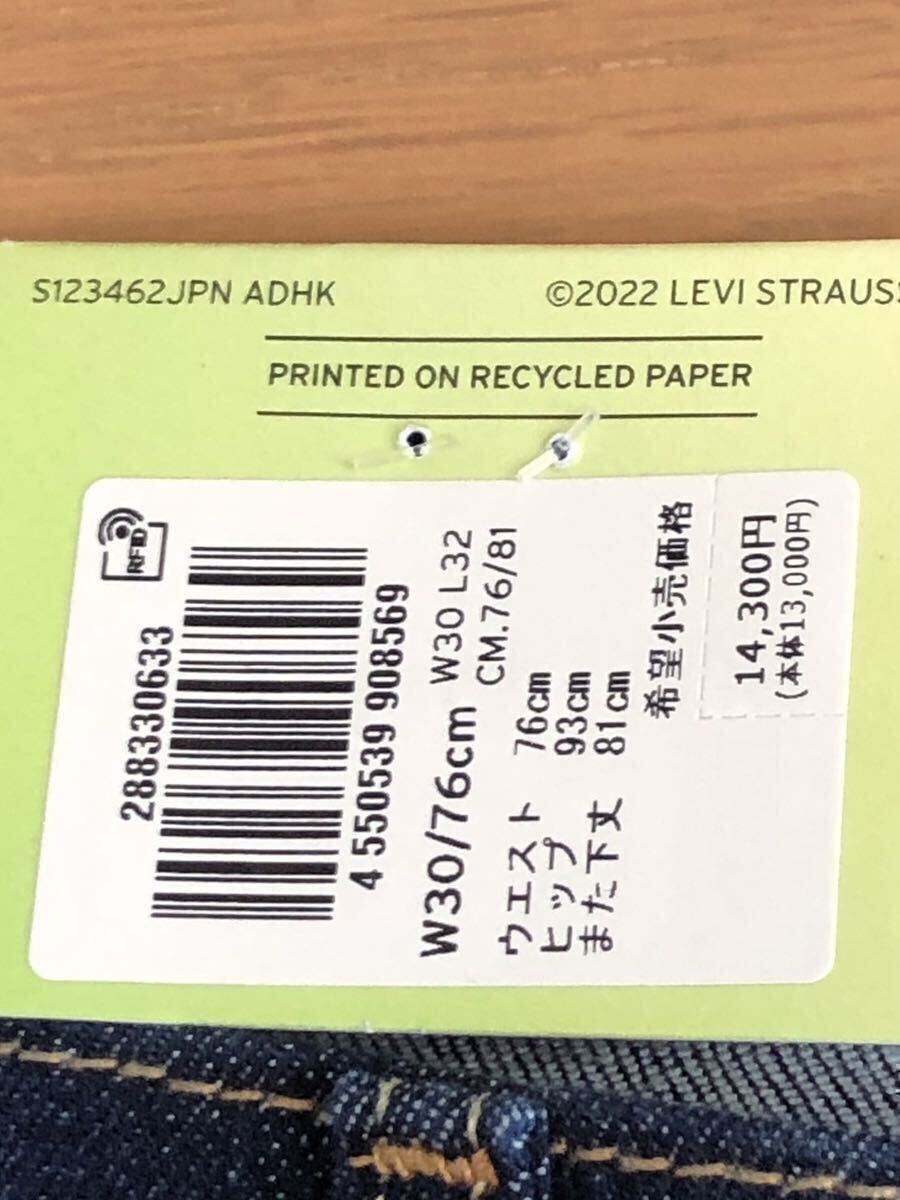 S123462JPN ADHK
©2022 LEVI STRAUSS
PRINTED ON RECYCLED PAPER
RFID
288330633
4 550539 908569
W30/76cm W30 L32
CM.76/81
ウエスト 76cm
ヒップ 93cm
また下丈 81cm
希望小売価格
14,300円
(本体13,000円)